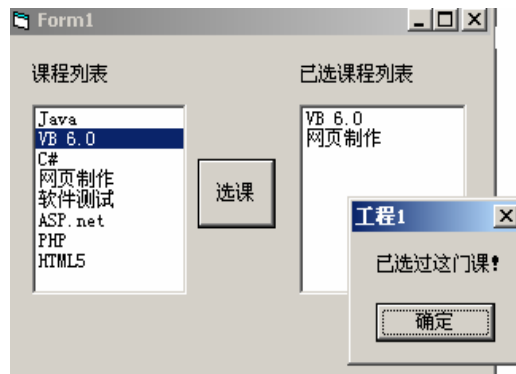 Form1
课程列表
Java
VB 6.0
C#
网页制作
软件测试
ASP.net
PHP
HTML5
选课
已选课程列表
VB 6.0
网页制作
工程1
已选过这门课!
确定